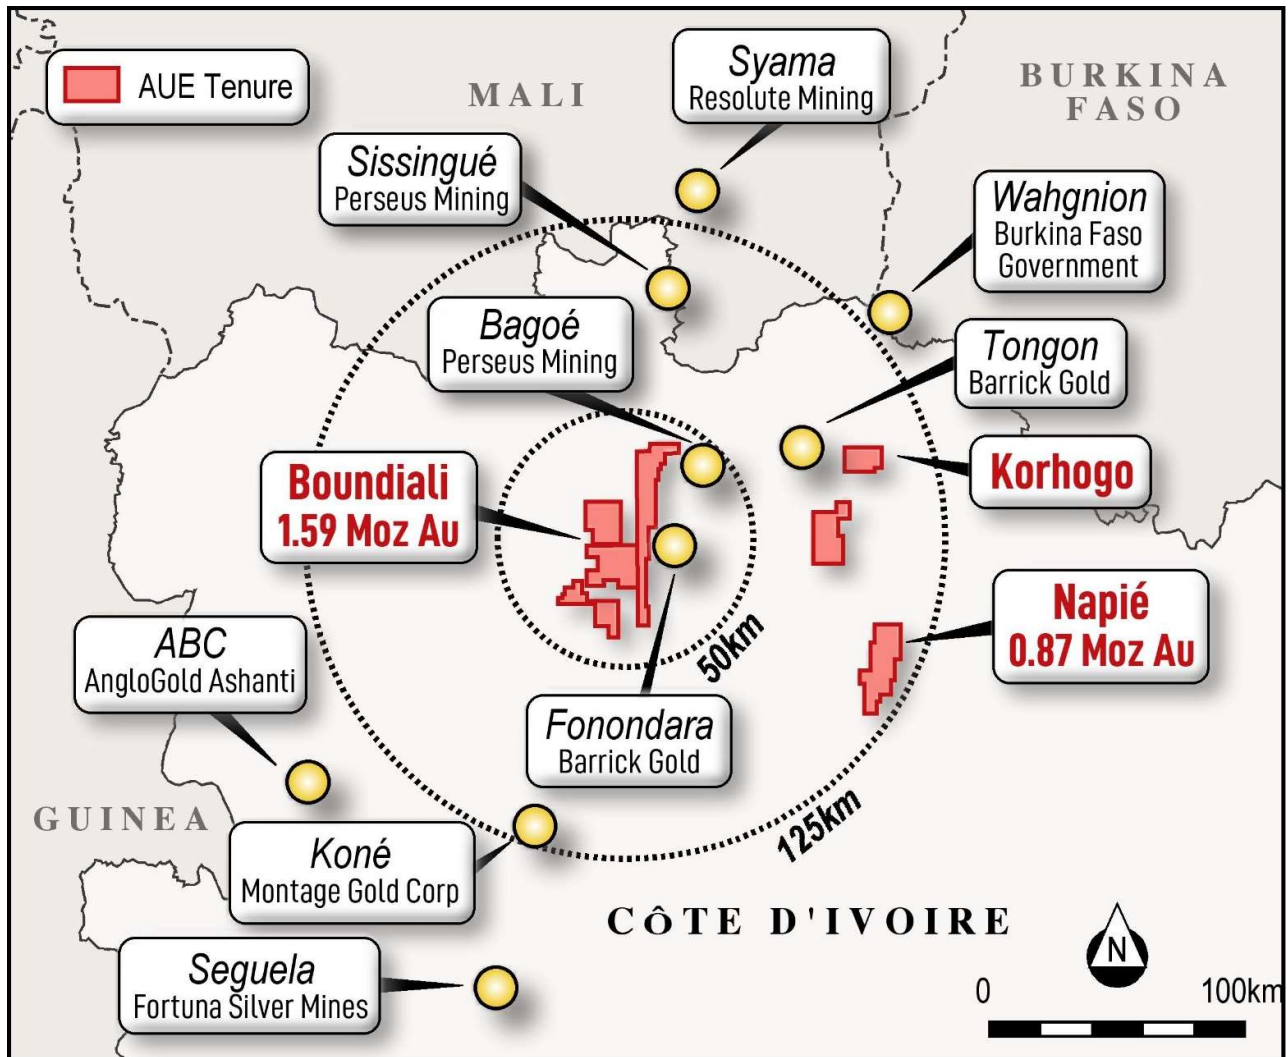 AUE Tenure
MALI
BURKINA
FASO
Syama
Resolute Mining
Sissingué
Perseus Mining
Wahgnion
Burkina Faso
Government
Bagoé
Perseus Mining
Tongon
Barrick Gold
Boundiali
1.59 Moz Au
Korhogo
Napié
0.87 Moz Au
50km
ABC
AngloGold Ashanti
Fonondara
Barrick Gold
125km
GUINEA
Koné
Montage Gold Corp
CÔTE D'IVOIRE
N
Seguela
Fortuna Silver Mines
0
100km